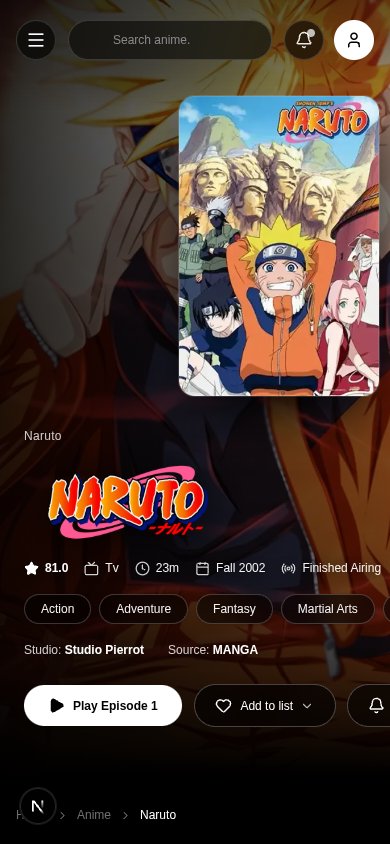 Search anime.
SHONEN JUMP'S
NARUTO
Naruto
NARUTO
-ナルト-
81.0 Tv 23m Fall 2002 Finished Airing
Action Adventure Fantasy Martial Arts
Studio: Studio Pierrot Source: MANGA
Play Episode 1 Add to list
N
Anime Naruto